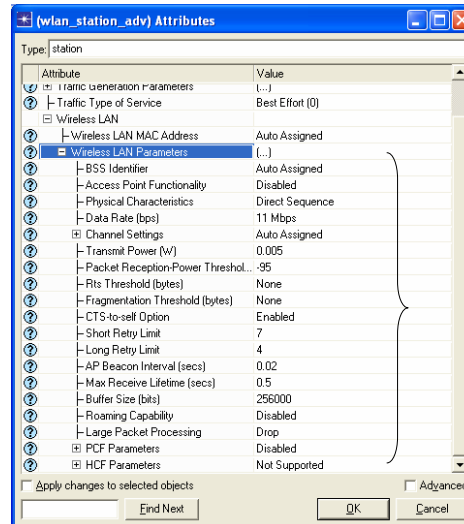 (wlan_station_adv) Attributes
Type: station
Attribute Value
Traffic Generation Parameters (...)
Traffic Type of Service Best Effort (0)
Wireless LAN
Wireless LAN MAC Address Auto Assigned
Wireless LAN Parameters (...)
BSS Identifier Auto Assigned
Access Point Functionality Disabled
Physical Characteristics Direct Sequence
Data Rate (bps) 11 Mbps
Channel Settings Auto Assigned
Transmit Power (W) 0.005
Packet Reception-Power Threshol... -95
Rts Threshold (bytes) None
Fragmentation Threshold (bytes) None
CTS-to-self Option Enabled
Short Retry Limit 7
Long Retry Limit 4
AP Beacon Interval (secs) 0.02
Max Receive Lifetime (secs) 0.5
Buffer Size (bits) 256000
Roaming Capability Disabled
Large Packet Processing Drop
PCF Parameters Disabled
HCF Parameters Not Supported
Apply changes to selected objects Advanced
Find Next OK Cancel